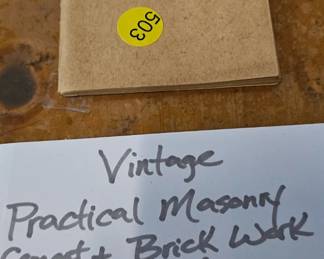 503
Vintage
Practical Masonry
Cement + Brick Work